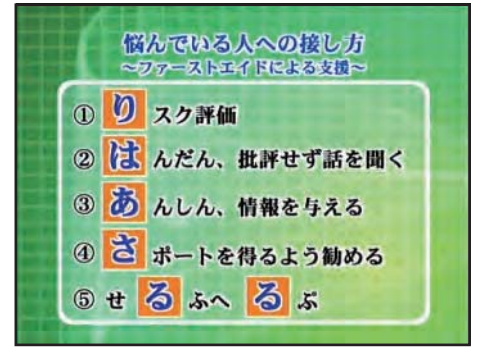 悩んでいる人への接し方
~ファーストエイドによる支援~
① りスク評価
② はんだん、批評せず話を聞く
③ あんしん、情報を与える
④ さポートを得るよう勧める
⑤ せるふへるぷ